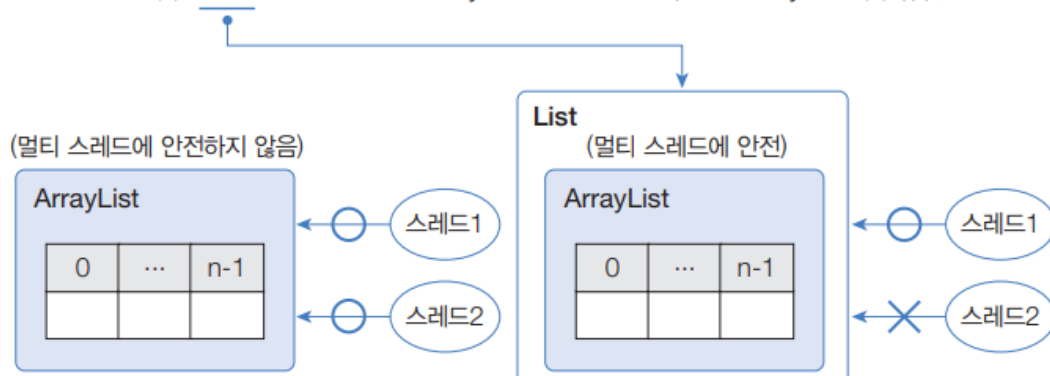 List
(멀티 스레드에 안전하지 않음)
(멀티 스레드에 안전)
ArrayList
스레드1
ArrayList
스레드1
0 ··· n-1
0 ··· n-1
스레드2
스레드2